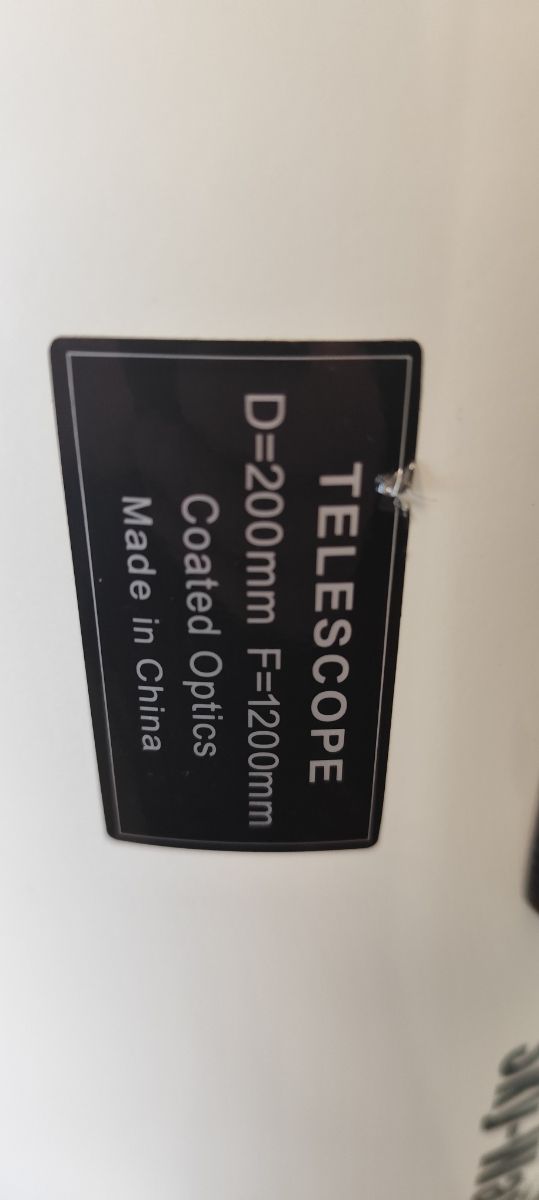 TELESCOPE
D=200mm F=1200mm
Coated Optics
Made in China